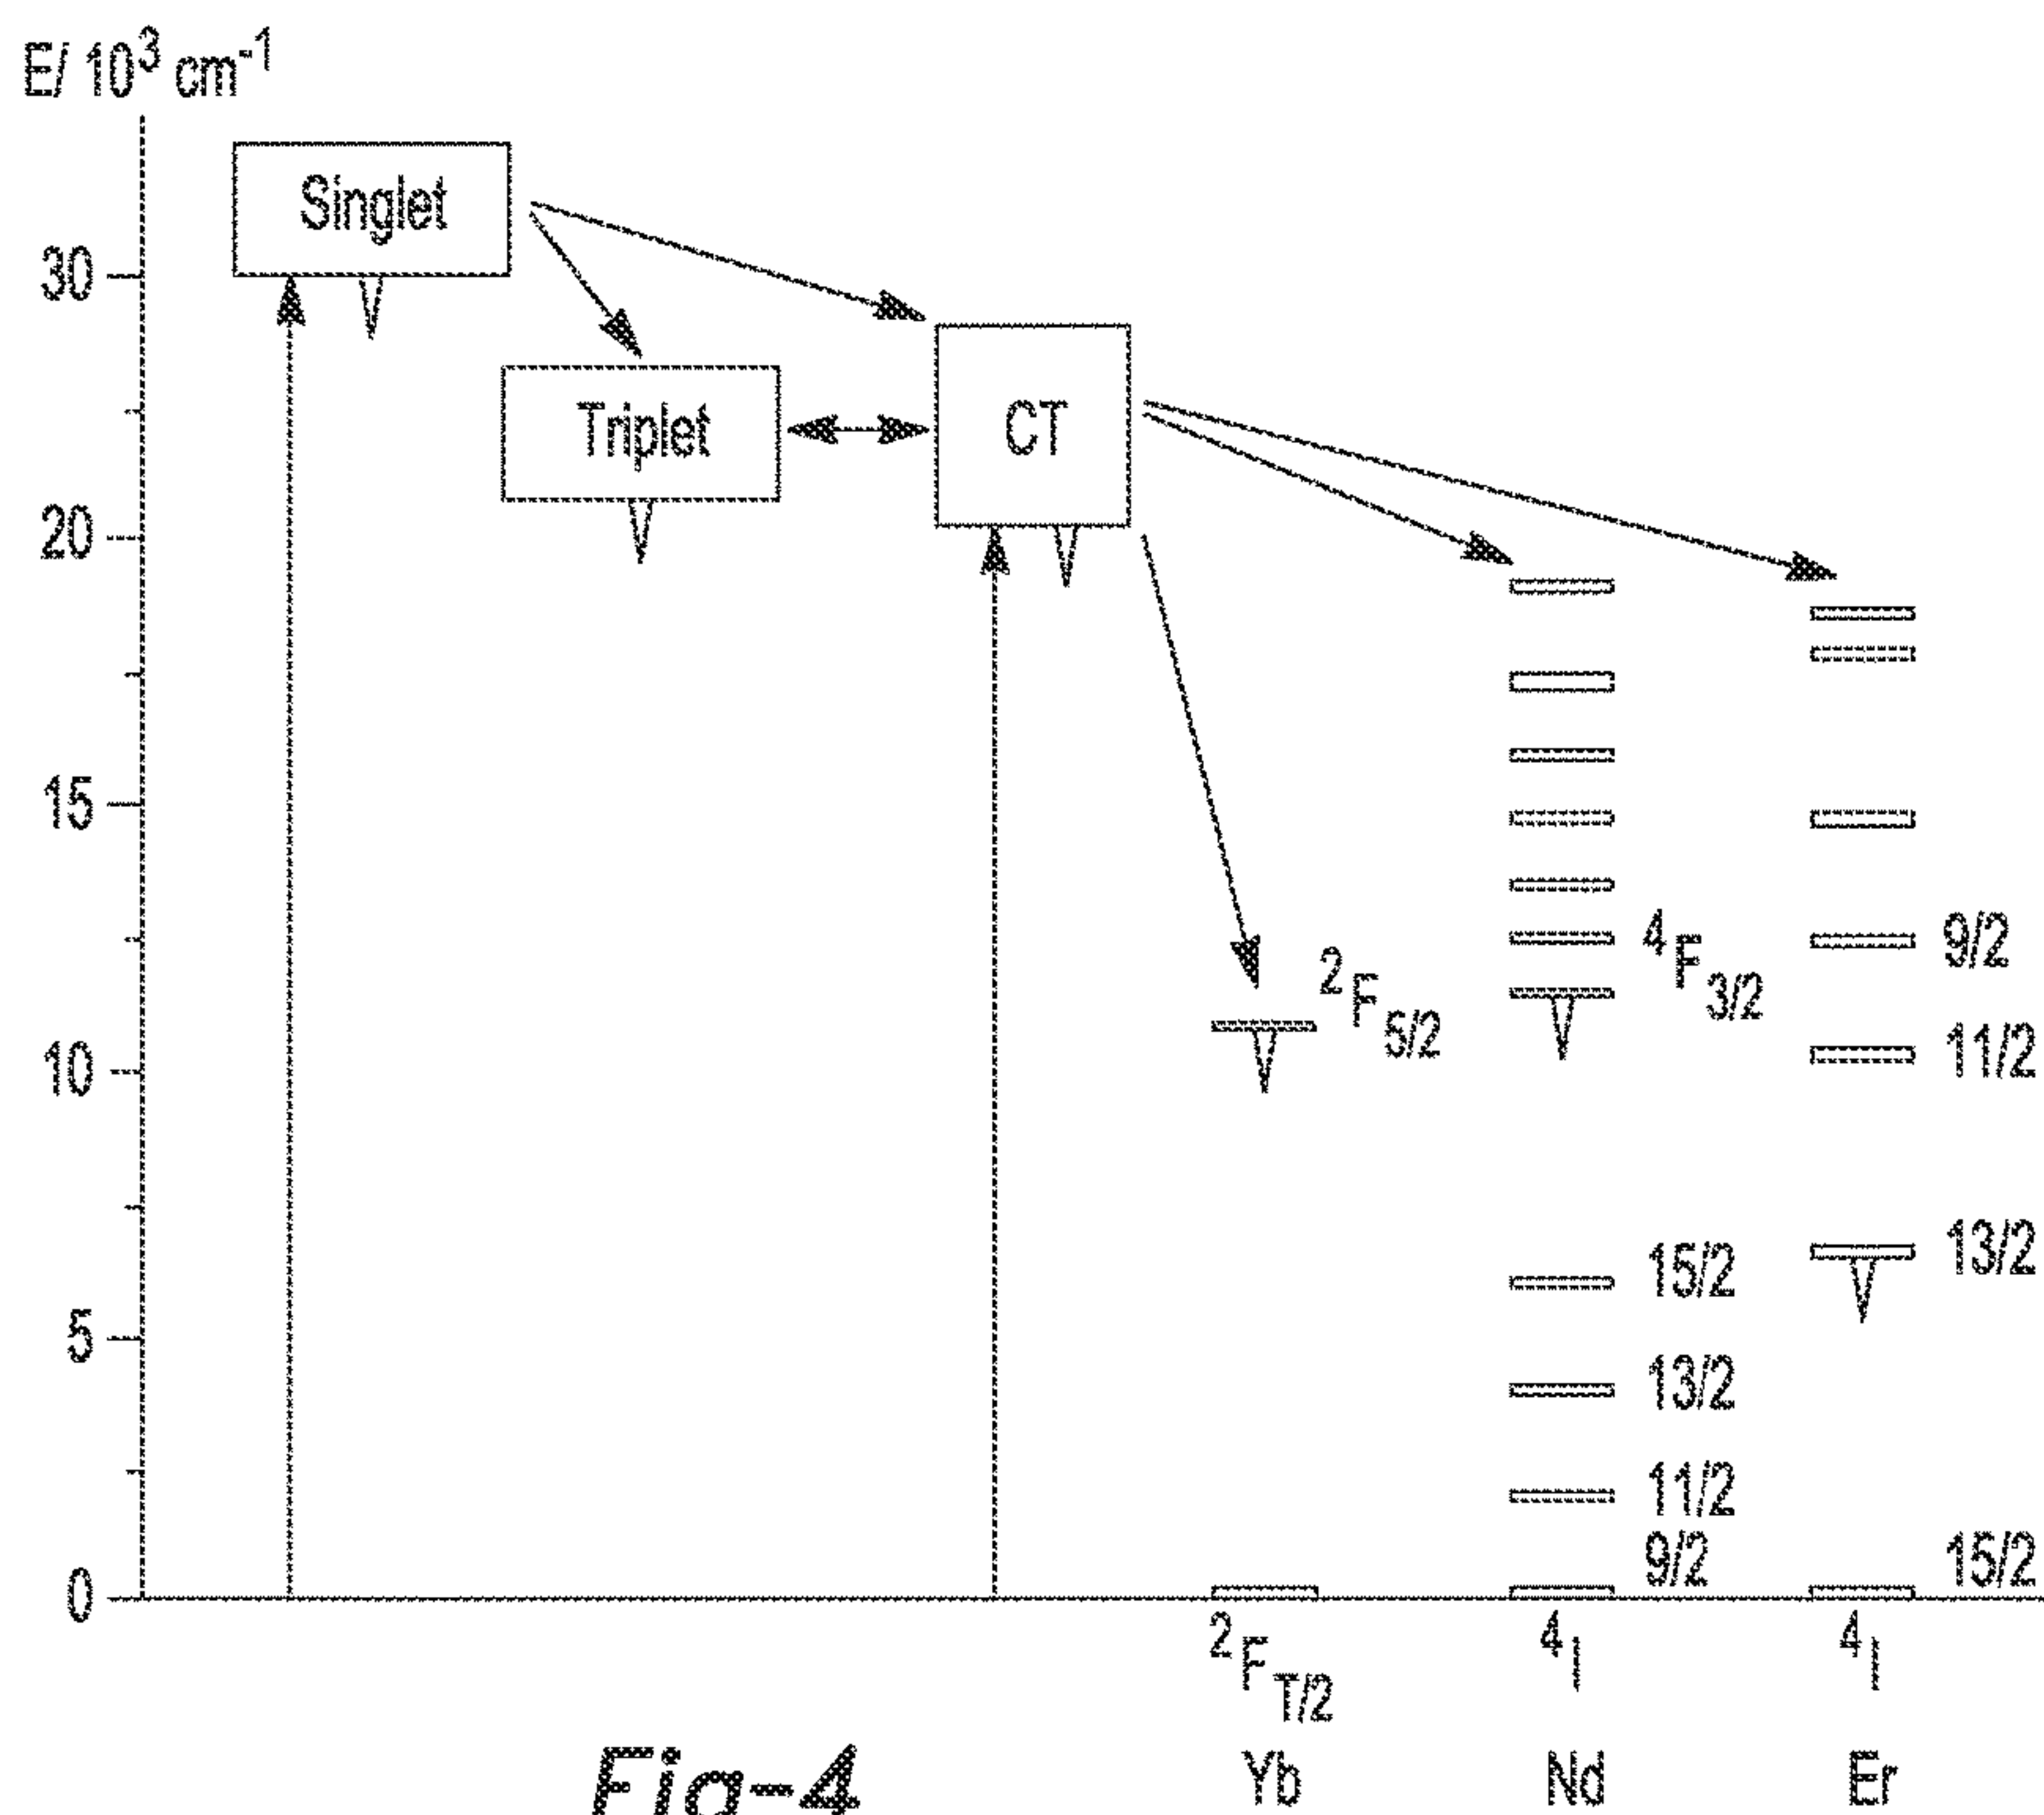 E/ 10³ cm⁻¹
Singlet
30
Triplet
CT
20
15
⁴F₃/₂
9/2
²F₅/₂
10
11/2
15/2
13/2
5
13/2
11/2
9/2
15/2
0
²F_T/2
⁴I
⁴I
Yb
Nd
Er
Fig-4